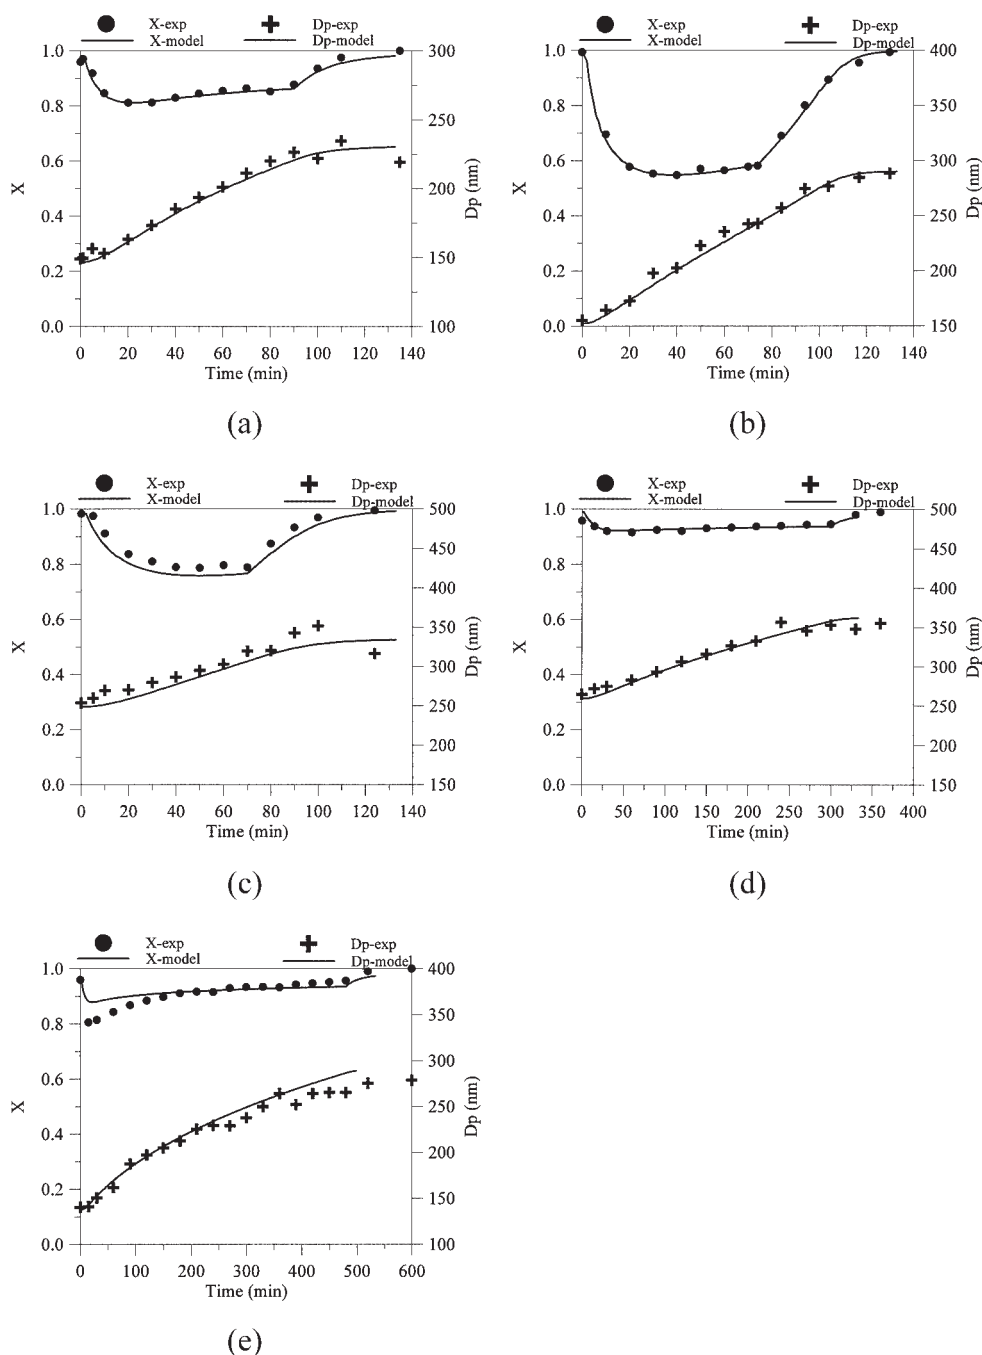 X-exp Dp-exp
X-model Dp-model
1.0 300
0.8 250
0.6 200
0.4 150
0.2
0.0 100
X
Dp (nm)
0 20 40 60 80 100 120 140
Time (min)
(a)
X-exp Dp-exp
X-model Dp-model
1.0 400
0.8 350
0.6 300
0.4 250
0.2 200
0.0 150
X
Dp (nm)
0 20 40 60 80 100 120 140
Time (min)
(b)
X-exp Dp-exp
X-model Dp-model
1.0 500
450
0.8 400
0.6 350
0.4 300
0.2 250
200
0.0 150
X
Dp (nm)
0 20 40 60 80 100 120 140
Time (min)
(c)
X-exp Dp-exp
X-model Dp-model
1.0 500
450
0.8 400
0.6 350
0.4 300
0.2 250
200
0.0 150
X
Dp (nm)
0 50 100 150 200 250 300 350 400
Time (min)
(d)
X-exp Dp-exp
X-model Dp-model
1.0 400
0.8 350
0.6 300
0.4 250
0.2 200
150
0.0 100
X
Dp (nm)
0 100 200 300 400 500 600
Time (min)
(e)